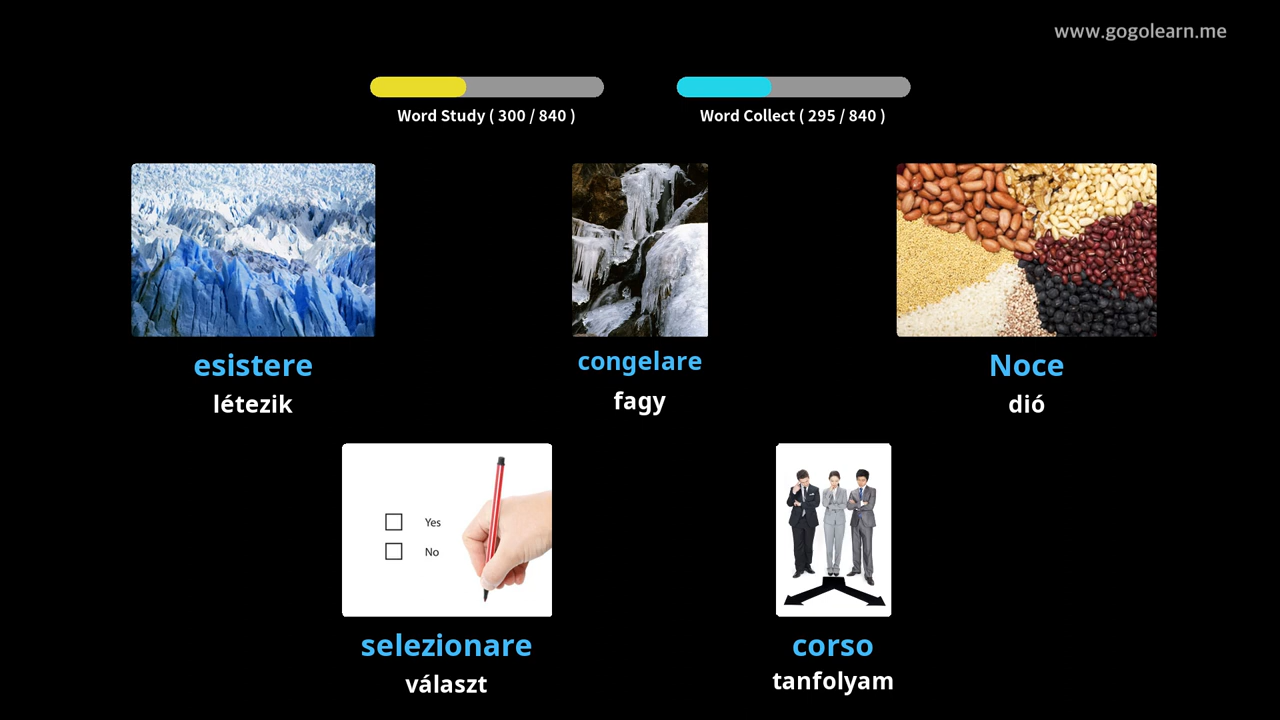 www.gogolearn.me
Word Study ( 300 / 840 )
Word Collect ( 295 / 840 )
esistere
létezik
congelare
fagy
Noce
dió
Yes
No
selezionare
választ
corso
tanfolyam